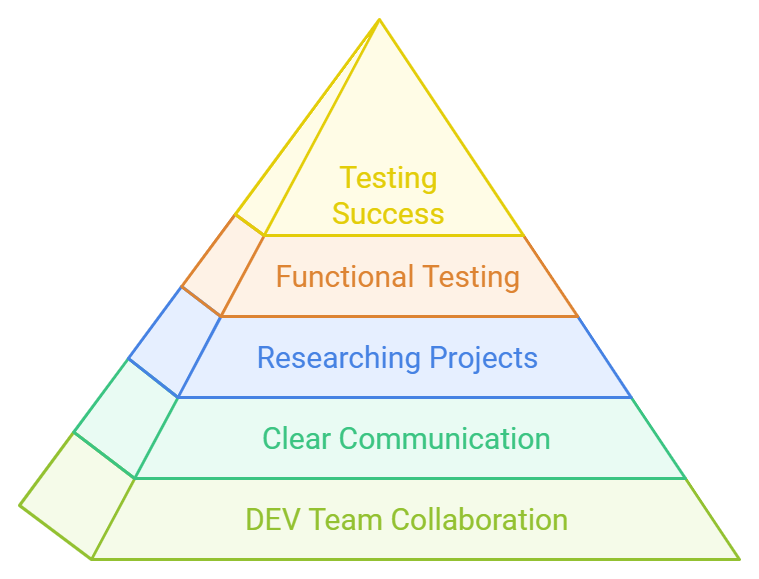 Testing
Success
Functional Testing
Researching Projects
Clear Communication
DEV Team Collaboration